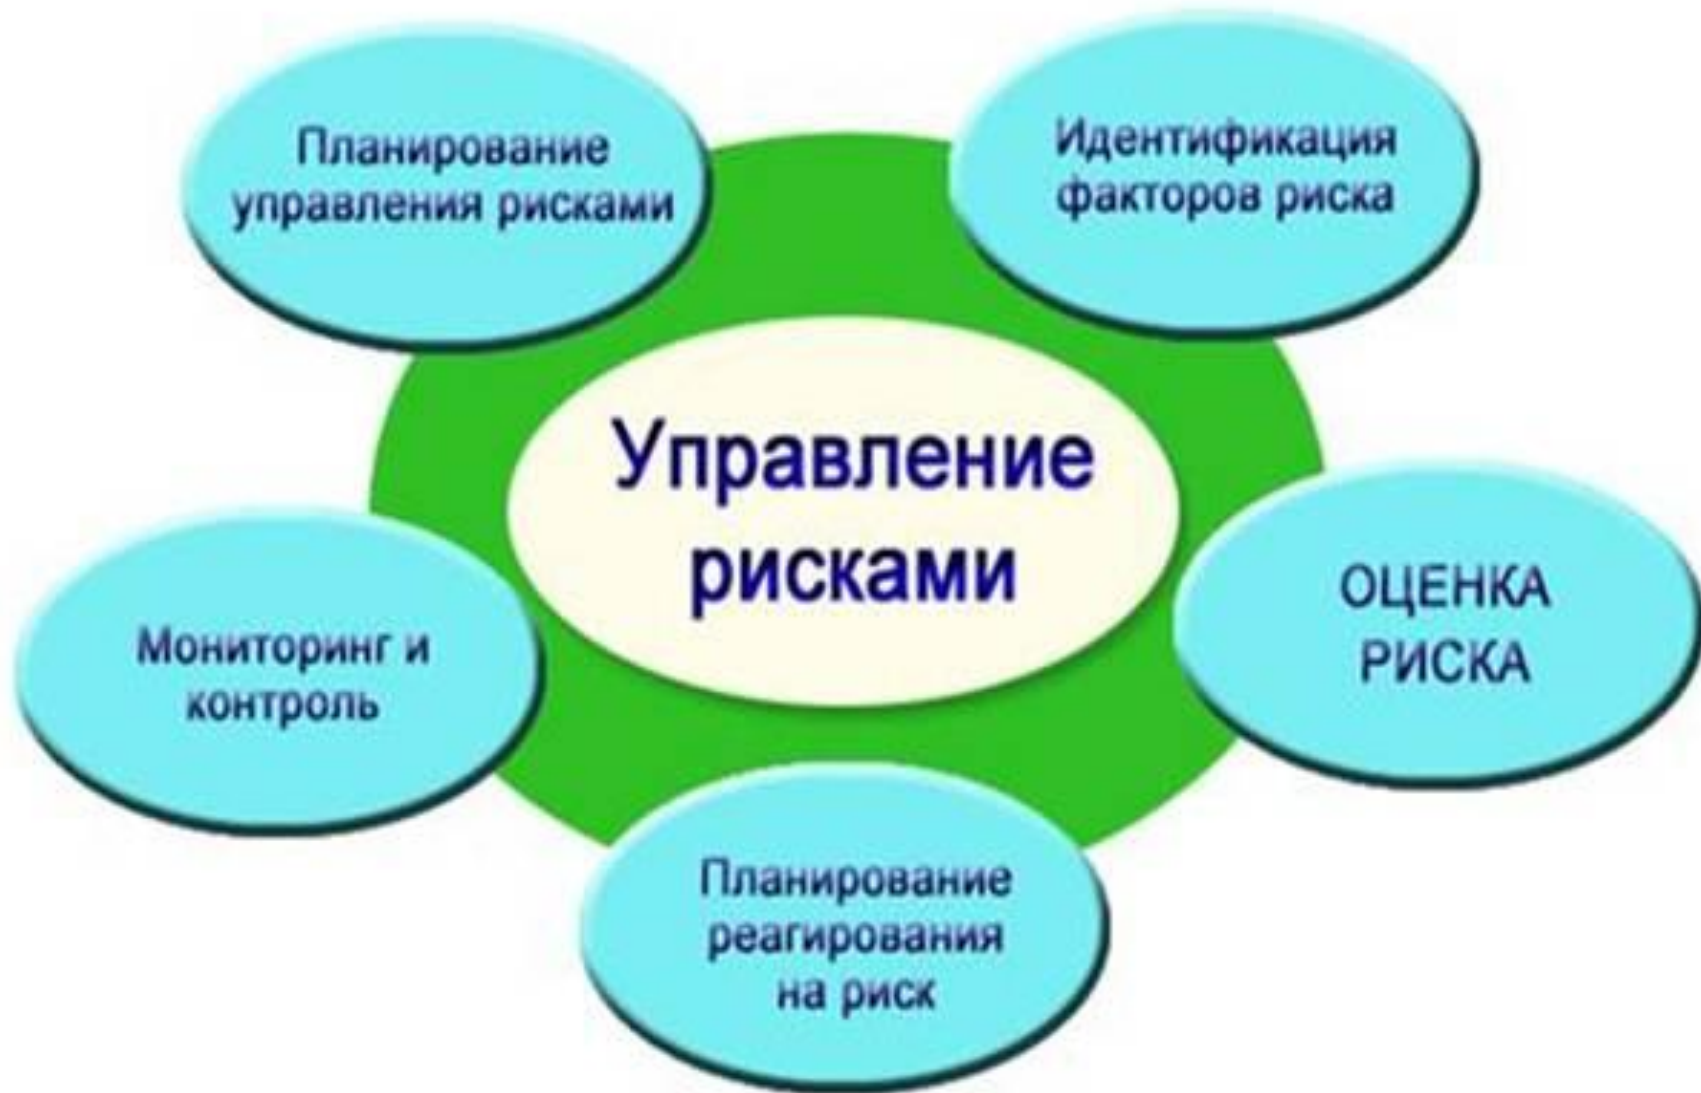 Планирование
управления рисками
Идентификация
факторов риска
Управление
рисками
ОЦЕНКА
РИСКА
Мониторинг и
контроль
Планирование
реагирования
на риск